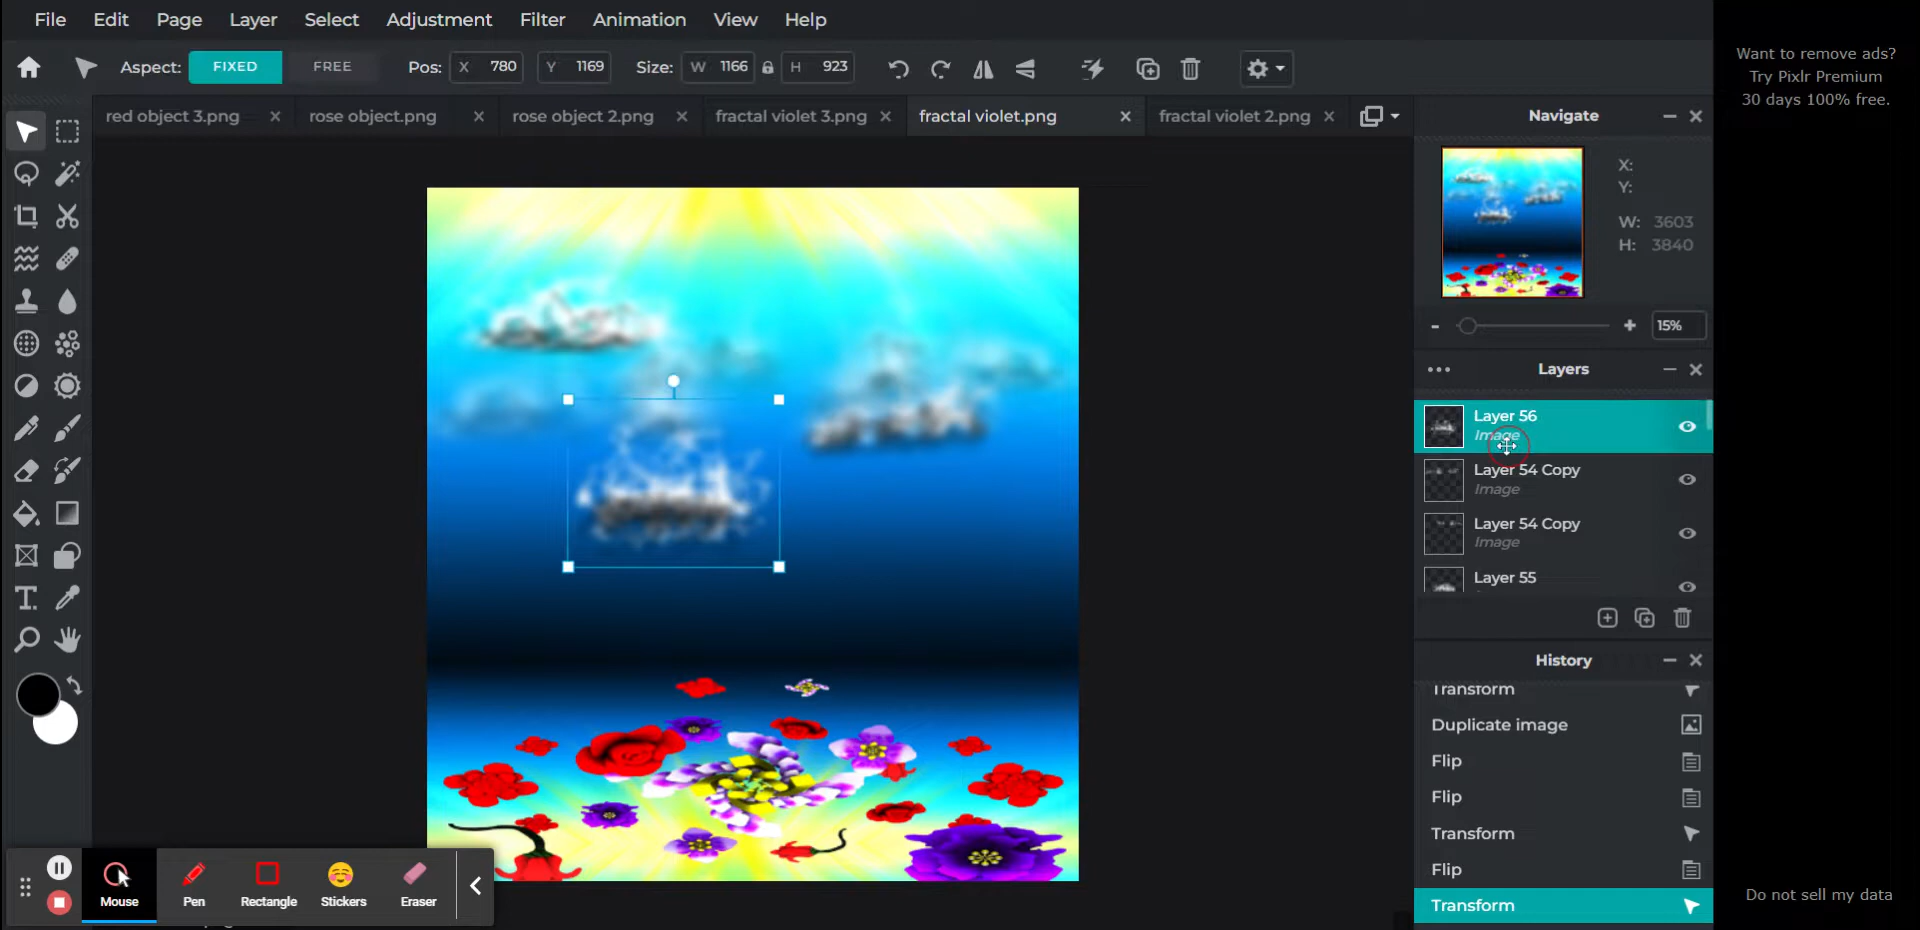 File Edit Page Layer Select Adjustment Filter Animation View Help
Aspect: FIXED FREE Pos: X 780 Y 1169 Size: W 1166 H 923
red object 3.png rose object.png rose object 2.png fractal violet 3.png fractal violet.png fractal violet 2.png
Navigate
X:
Y:
W: 3603
H: 3840
15%
Layers
Layer 56
Image
Layer 54 Copy
Image
Layer 54 Copy
Image
Layer 55
History
Transform
Duplicate image
Flip
Flip
Transform
Flip
Transform
Want to remove ads?
Try Pixlr Premium
30 days 100% free.
Do not sell my data
Mouse Pen Rectangle Stickers Eraser